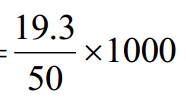 = 19.3 / 50 × 1000